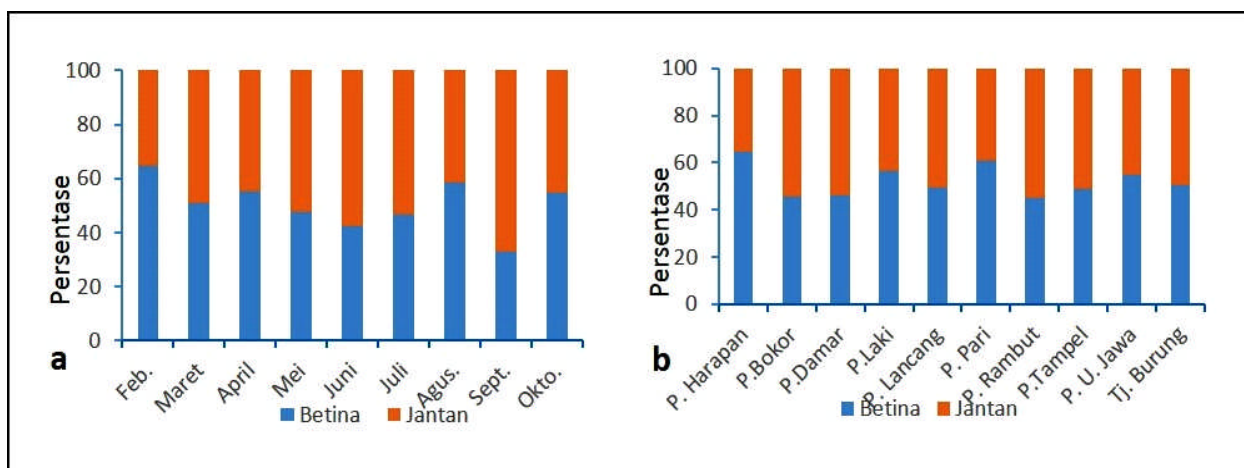 100
80
60
40
20
0
Persentase
a
Feb.
Maret
April
Mei
Juni
Juli
Agus.
Sept.
Okto.
Betina
Jantan
100
80
60
40
20
0
Persentase
b
P. Harapan
P.Bokor
P.Damar
P.Laki
P. Lancang
P. Pari
P. Rambut
P.Tampel
P. U. Jawa
Tj. Burung
Betina
Jantan